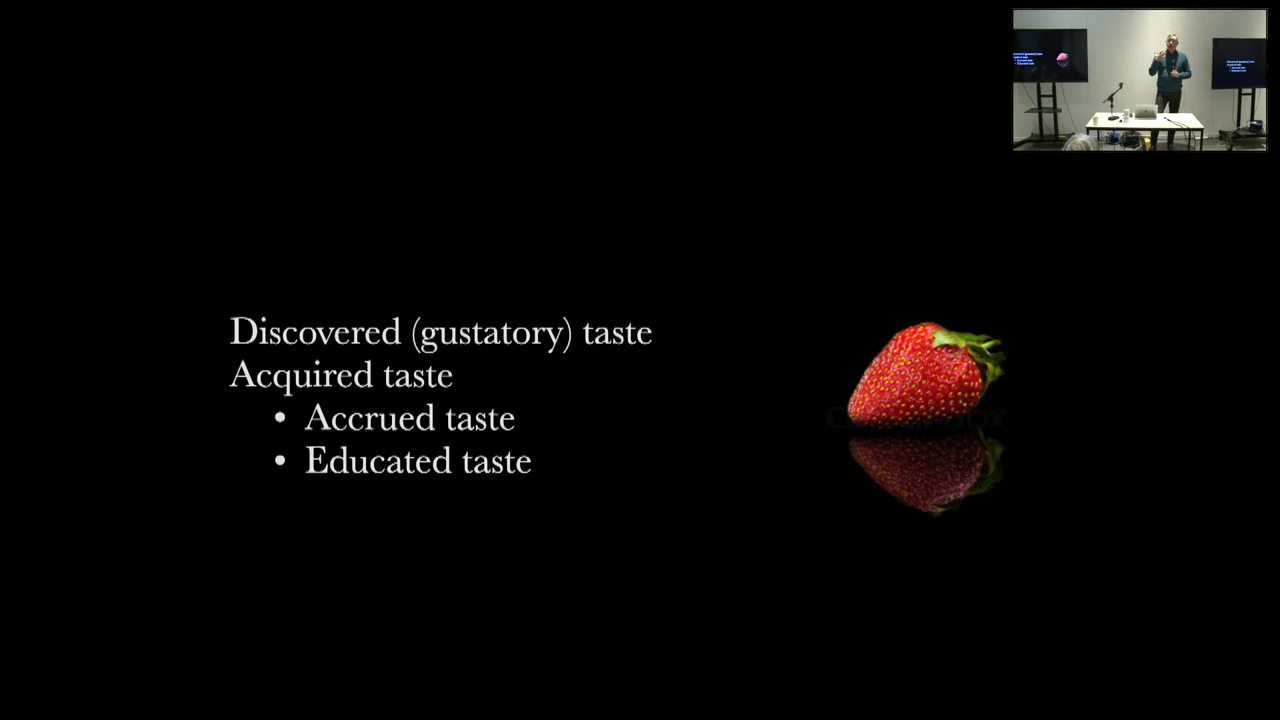 Discovered (gustatory) taste
Acquired taste
• Accrued taste
• Educated taste